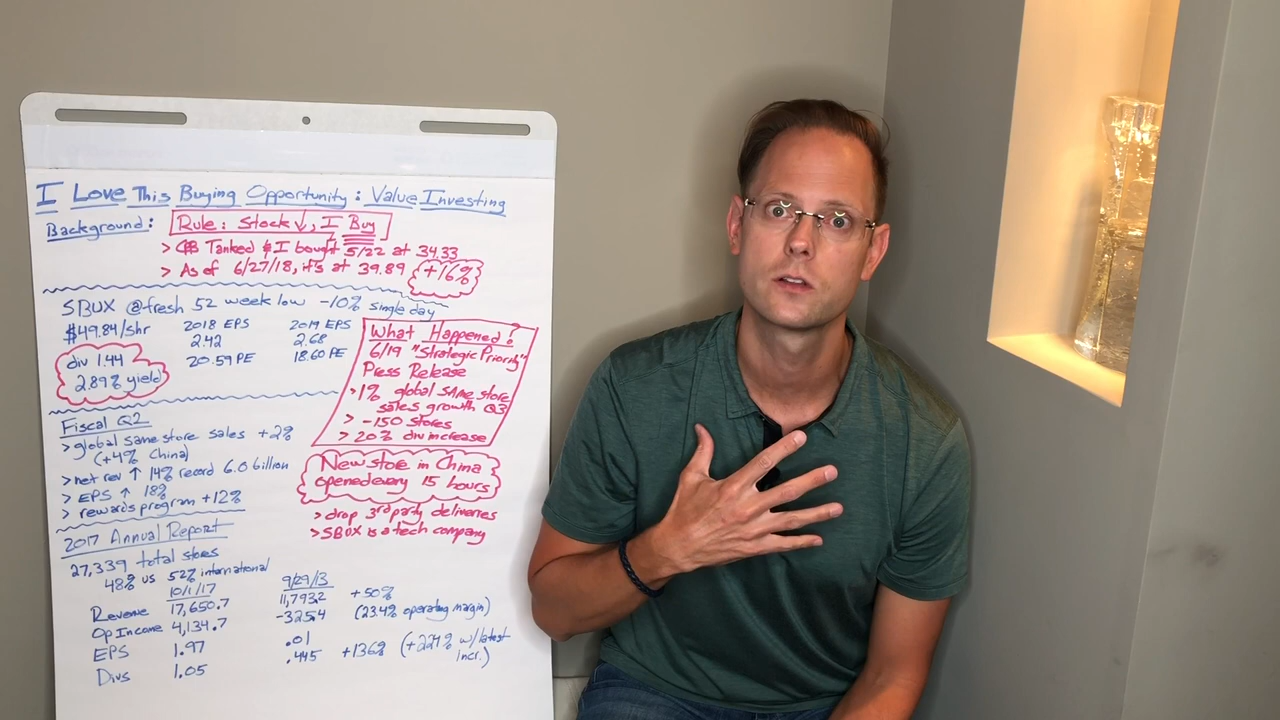 I Love This Buying Opportunity: Value Investing
Background: Rule: Stock ↓, I Buy
> CBS Tanked & I bought 5/22 at 34.33
> As of 6/27/18, it's at 39.89 +16%
SBUX @ fresh 52 week low -10% single day
$49.84/shr 2018 EPS 2019 EPS
2.42 2.68
20.59 PE 18.60 PE
div 1.44
2.89% yield
What Happened?
6/19 "Strategic Priority"
Press Release
> 1% global same store
sales growth Q3
> -150 stores
> 20% div increase
Fiscal Q2
> global same store sales +2%
(+4% China)
> net rev ↑ 14% record 6.0 billion
> EPS ↑ 18%
> rewards program +12%
New store in China
opened every 15 hours
> drop 3rd party deliveries
> SBUX is a tech company
2017 Annual Report
27,339 total stores
48% US 52% international
10/1/17 9/29/13
Revenue 17,650.7 11,793.2 +50%
Op Income 4,134.7 -325.4 (23.4% operating margin)
EPS 1.97 .01
Divs 1.05 .445 +136% (+224% w/latest
incr.)